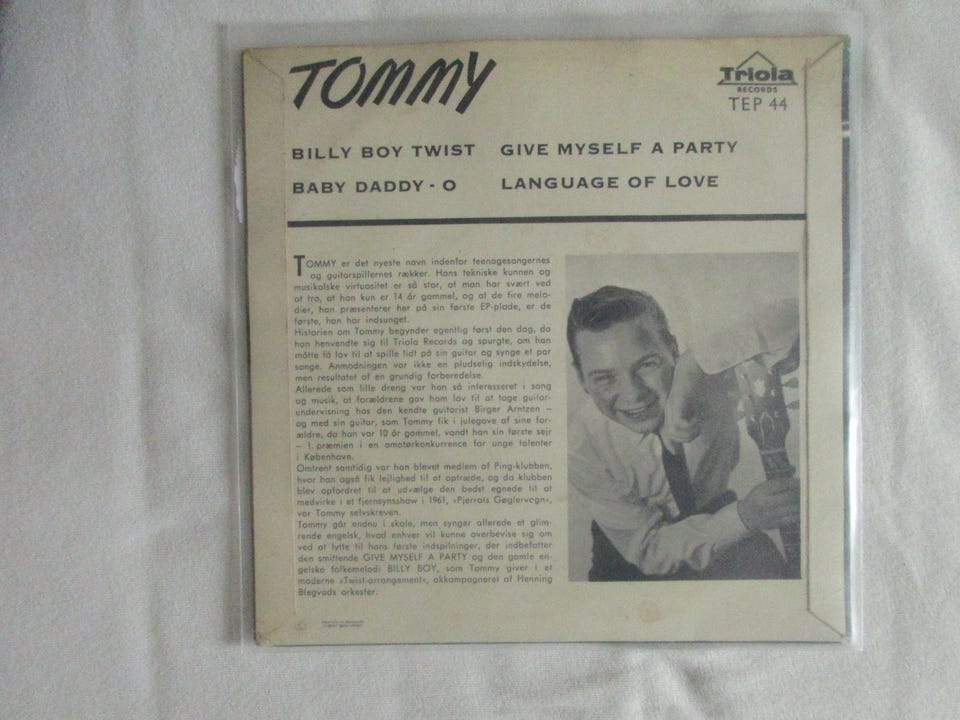 TOMMY
Triola
RECORDS
TEP 44
BILLY BOY TWIST GIVE MYSELF A PARTY
BABY DADDY - O LANGUAGE OF LOVE
TOMMY er det nyeste navn indenfor teenagesangernes
og guitarspillernes rækker. Hans tekniske kunnen og
musikalske virtuositet er så stor, at man har svært ved
at tro, at han kun er 14 år gammel, og at de fire melo-
dier, han præsenterer her på sin første EP-plade, er de
første, han har indsunget.
Historien om Tommy begynder egentlig først den dag, da
han henvendte sig til Triola Records og spurgte, om han
måtte få lov til at spille lidt på sin guitar og synge et par
sange. Anmodningen var ikke en pludselig indskydelse,
men resultatet af en grundig forberedelse.
Allerede som lille dreng var han så interesseret i sang
og musik, at forældrene gav ham lov til at tage guitar-
undervisning hos den kendte guitarist Birger Arntzen –
og med sin guitar, som Tommy fik i julegave af sine for-
ældre, da han var 10 år gammel, vandt han sin første sejr
– 1. præmien i en amatørkonkurrence for unge talenter
i København.
Omtrent samtidig var han blevet medlem af Ping-klubben,
hvor han også fik lejlighed til at optræde, og da klubben
blev opfordret til at udvælge den bedst egnede til at
medvirke i et fjernsynsshow i 1961, »Pjerrots Gøglervogn«,
var Tommy selvskreven.
Tommy går endnu i skole, men synger allerede et glim-
rende engelsk, hvad enhver vil kunne overbevise sig om
ved at lytte til hans første indspilninger, der indbefatter
den smittende GIVE MYSELF A PARTY og den gamle en-
gelske folkemelodi BILLY BOY, som Tommy giver i et
moderne »Twist-arrangement«, akkompagneret af Henning
Blegvads orkester.